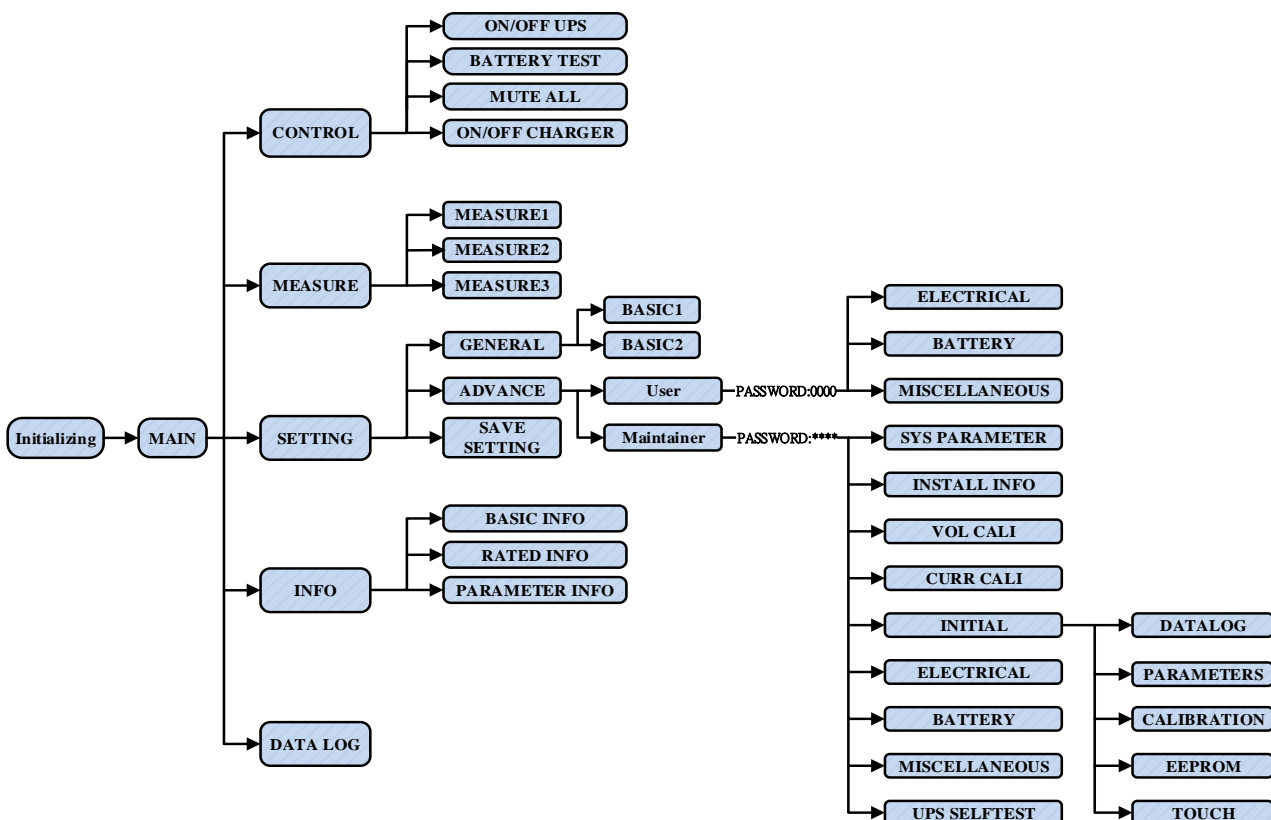 ON/OFF UPS
BATTERY TEST
MUTE ALL
CONTROL
ON/OFF CHARGER
MEASURE1
MEASURE2
MEASURE
MEASURE3
ELECTRICAL
BASIC1
GENERAL
BASIC2
BATTERY
ADVANCE
User
PASSWORD:0000
MISCELLANEOUS
Initializing
MAIN
SETTING
SAVE
SETTING
Maintainer
PASSWORD:****
SYS PARAMETER
INSTALL INFO
BASIC INFO
VOL CALI
RATED INFO
CURR CALI
INFO
PARAMETER INFO
INITIAL
DATALOG
ELECTRICAL
PARAMETERS
BATTERY
CALIBRATION
DATA LOG
MISCELLANEOUS
EEPROM
UPS SELFTEST
TOUCH